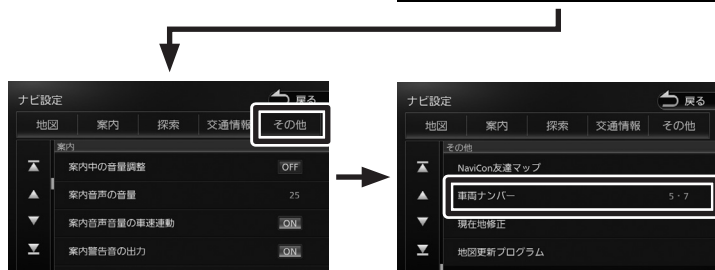 ナビ設定
戻る
地図 案内 探索 交通情報 その他
案内
案内中の音量調整 OFF
案内音声の音量 25
案内音声音量の車速連動 ON
案内警告音の出力 ON
ナビ設定
戻る
地図 案内 探索 交通情報 その他
その他
NaviCon友達マップ
車両ナンバー 5・7
現在地修正
地図更新プログラム